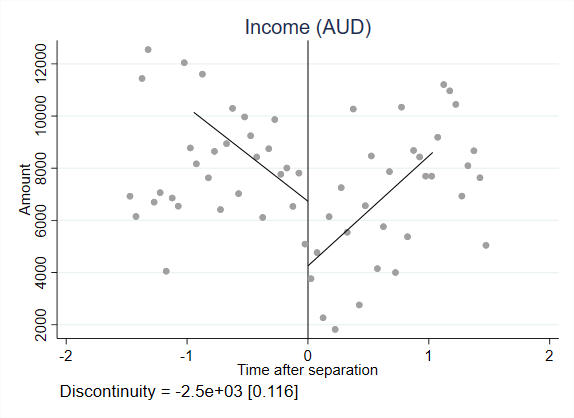 Income (AUD)
12000
10000
8000
6000
4000
2000
Amount
-2 -1 0 1 2
Time after separation
Discontinuity = -2.5e+03 [0.116]